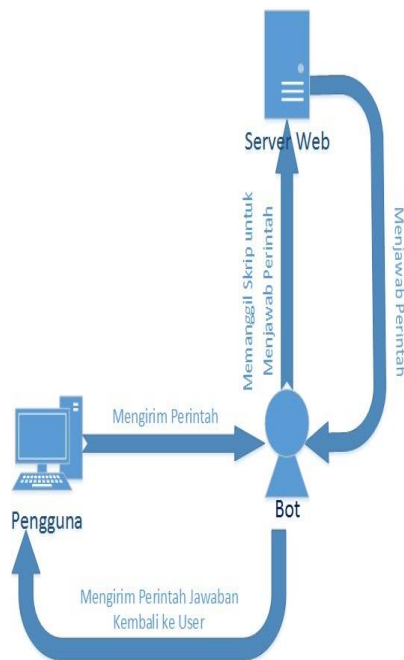 Server Web
Memanggil Skrip untuk
Menjawab Perintah
Menjawab Perintah
Mengirim Perintah
Pengguna
Bot
Mengirim Perintah Jawaban
Kembali ke User